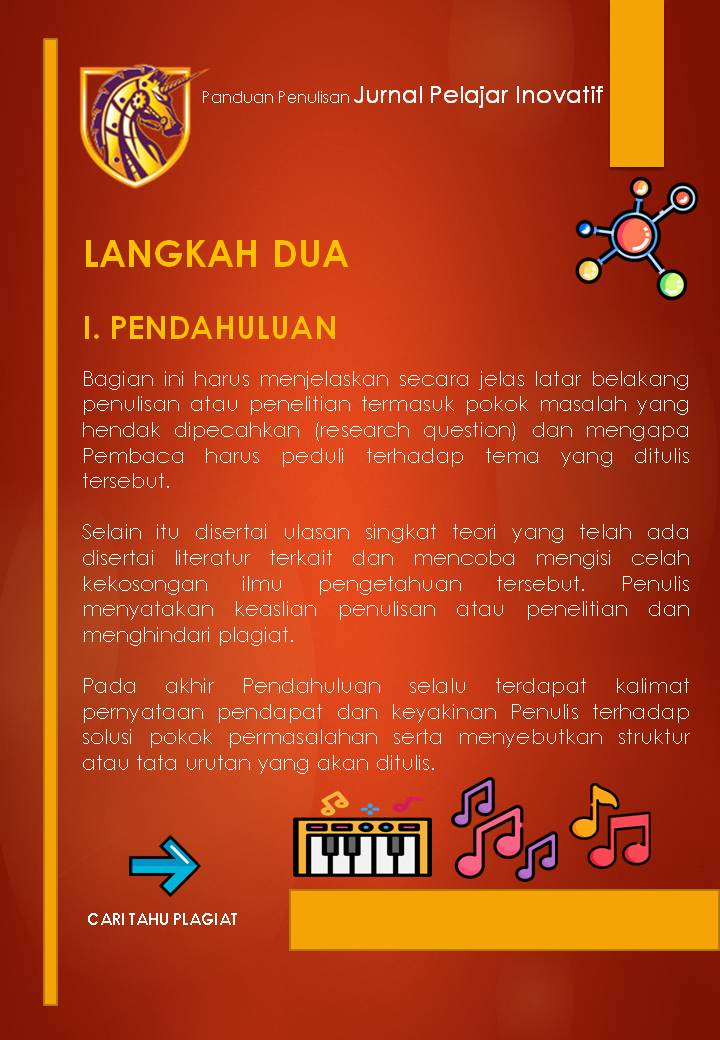 Panduan Penulisan Jurnal Pelajar Inovatif
LANGKAH DUA
I. PENDAHULUAN
Bagian ini harus menjelaskan secara jelas latar belakang
penulisan atau penelitian termasuk pokok masalah yang
hendak dipecahkan (research question) dan mengapa
Pembaca harus peduli terhadap tema yang ditulis
tersebut.
Selain itu disertai ulasan singkat teori yang telah ada
disertai literatur terkait dan mencoba mengisi celah
kekosongan ilmu pengetahuan tersebut. Penulis
menyatakan keaslian penulisan atau penelitian dan
menghindari plagiat.
Pada akhir Pendahuluan selalu terdapat kalimat
pernyataan pendapat dan keyakinan Penulis terhadap
solusi pokok permasalahan serta menyebutkan struktur
atau tata urutan yang akan ditulis.
CARI TAHU PLAGIAT